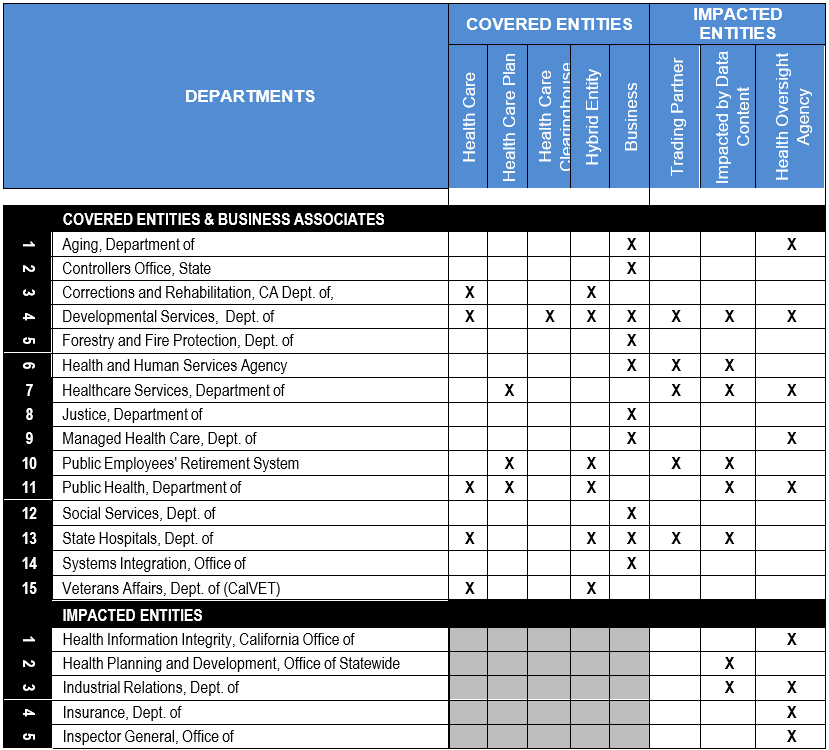 DEPARTMENTS
COVERED ENTITIES
IMPACTED
ENTITIES
Health Care
Health Care Plan
Health Care
Clearinghouse
Hybrid Entity
Business
Trading Partner
Impacted by Data
Content
Health Oversight
Agency
COVERED ENTITIES & BUSINESS ASSOCIATES
1 Aging, Department of X X
2 Controllers Office, State X
3 Corrections and Rehabilitation, CA Dept. of, X X
4 Developmental Services, Dept. of X X X X X X X
5 Forestry and Fire Protection, Dept. of X
6 Health and Human Services Agency X X X
7 Healthcare Services, Department of X X X X
8 Justice, Department of X
9 Managed Health Care, Dept. of X X
10 Public Employees' Retirement System X X X X
11 Public Health, Department of X X X X X
12 Social Services, Dept. of X
13 State Hospitals, Dept. of X X X X X
14 Systems Integration, Office of X
15 Veterans Affairs, Dept. of (CalVET) X X
IMPACTED ENTITIES
1 Health Information Integrity, California Office of X
2 Health Planning and Development, Office of Statewide X
3 Industrial Relations, Dept. of X X
4 Insurance, Dept. of X
5 Inspector General, Office of X